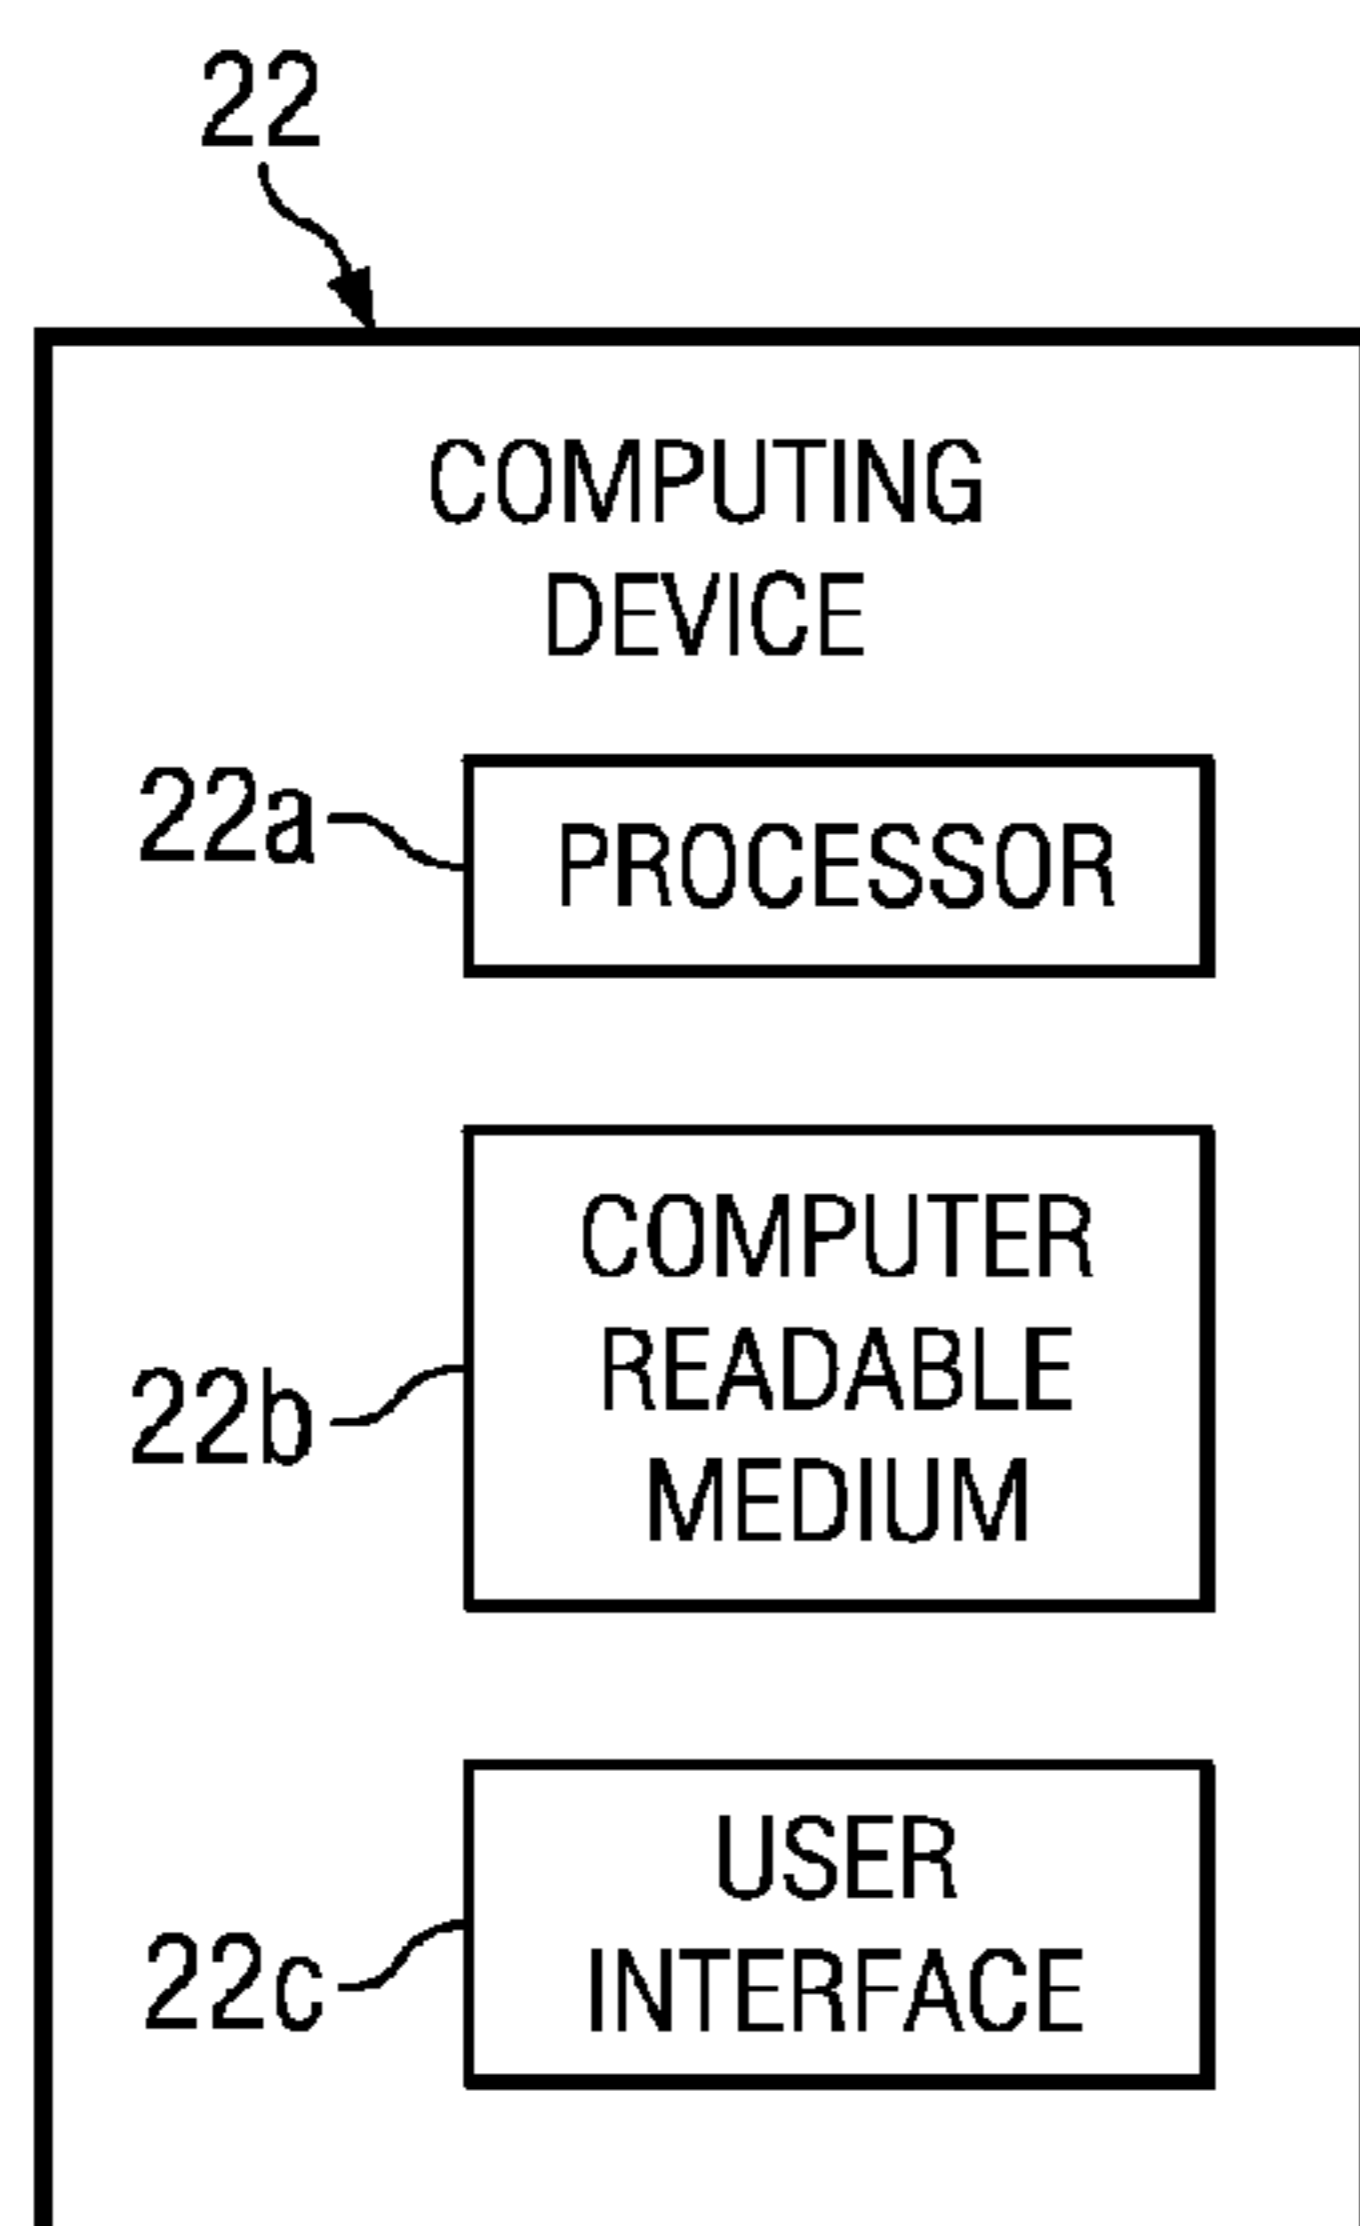 22
COMPUTING
DEVICE
22a
PROCESSOR
COMPUTER
READABLE
MEDIUM
22b
USER
INTERFACE
22c